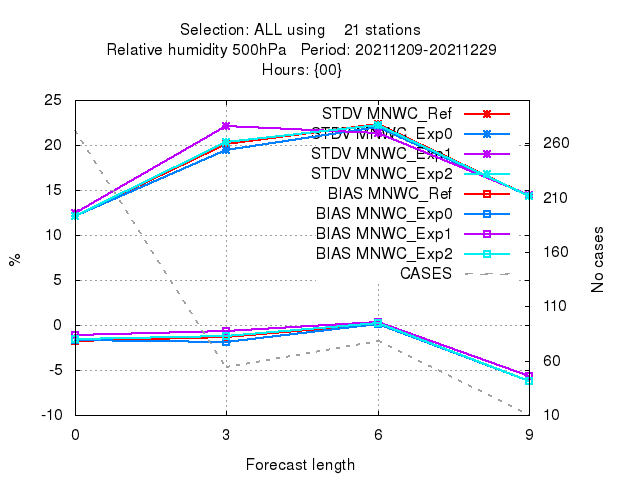 Selection: ALL using 21 stations
Relative humidity 500hPa Period: 20211209-20211229
Hours: {00}
25
20
15
10
5
0
-5
-10
%
STDV MNWC_Ref
STDV MNWC_Exp0
STDV MNWC_Exp1
STDV MNWC_Exp2
BIAS MNWC_Ref
BIAS MNWC_Exp0
BIAS MNWC_Exp1
BIAS MNWC_Exp2
CASES
260
210
160
110
60
10
No cases
0 3 6 9
Forecast length